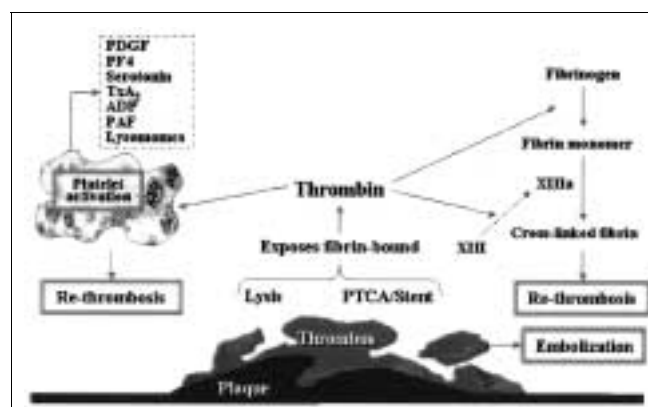 PDGF
PF4
Serotonin
TxA2
ADP
PAF
Lysosomes
Platelet
activation
Re-thrombosis
Thrombin
Exposes fibrin-bound
Lysis
PTCA/Stent
Fibrinogen
Fibrin monomer
XIIIa
XIII
Cross-linked fibrin
Re-thrombosis
Thrombus
Embolization
Plaque